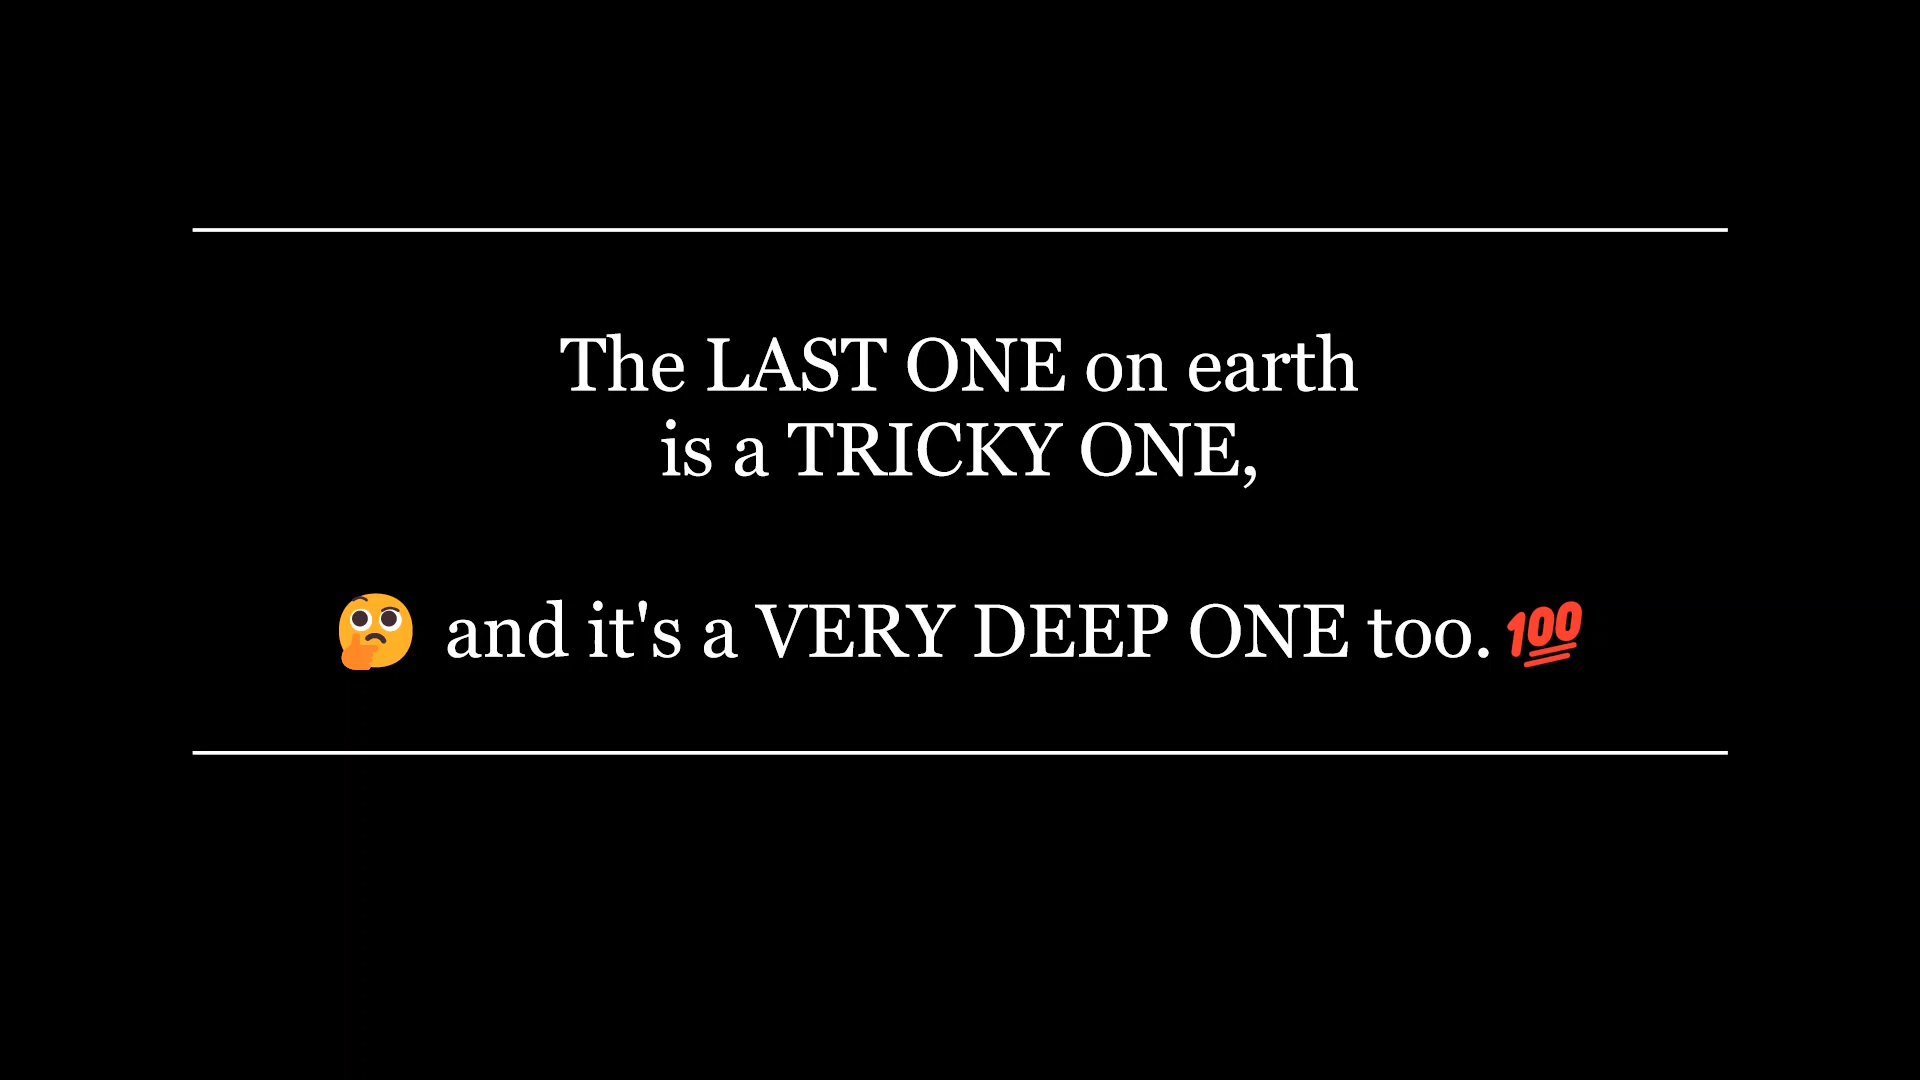 The LAST ONE on earth
is a TRICKY ONE,
🤔 and it's a VERY DEEP ONE too.💯